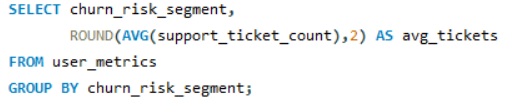 SELECT churn_risk_segment,
       ROUND(AVG(support_ticket_count),2) AS avg_tickets
FROM user_metrics
GROUP BY churn_risk_segment;